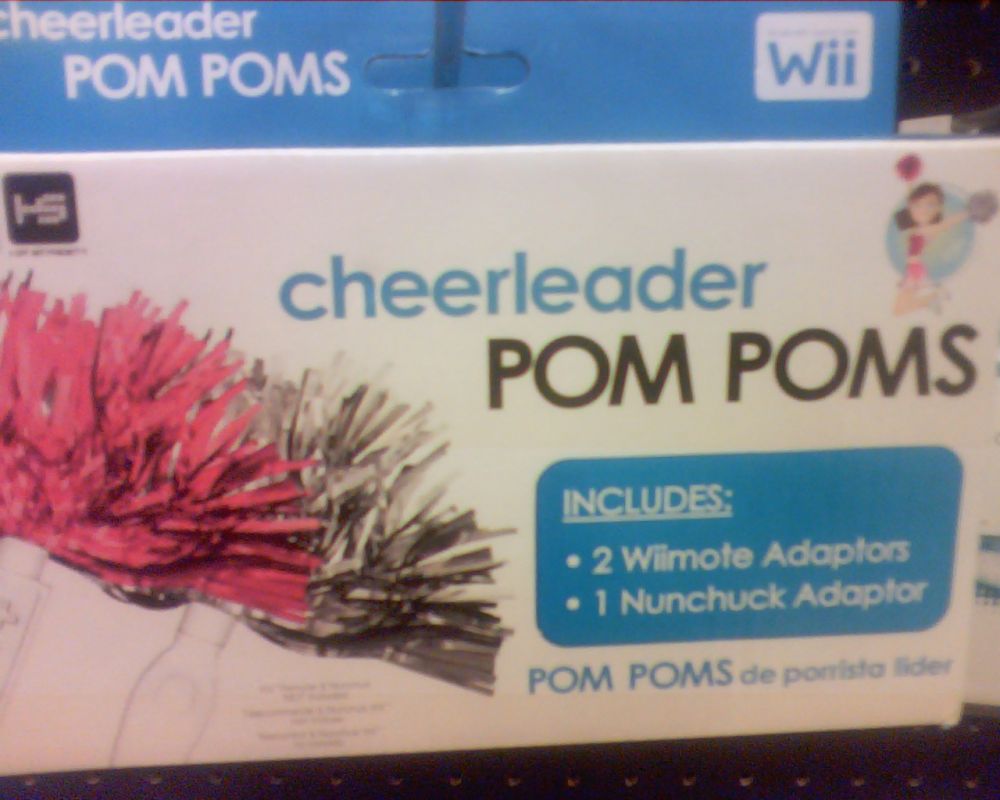 cheerleader
POM POMS
Wii
HS
cheerleader
POM POMS
INCLUDES:
• 2 Wiimote Adaptors
• 1 Nunchuck Adaptor
POM POMS de porrista líder